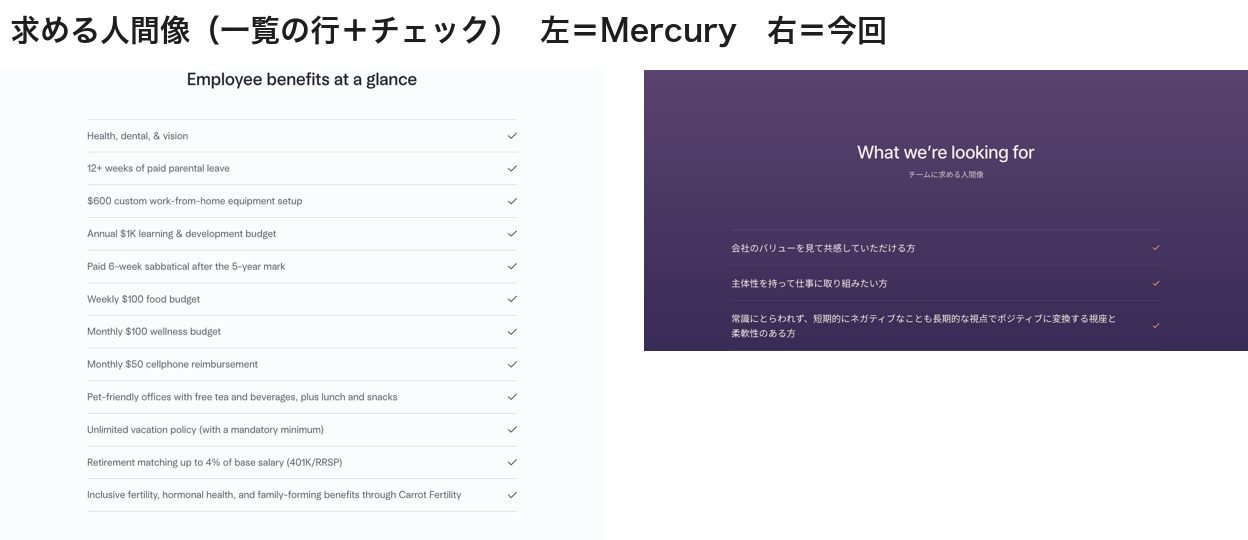 求める人間像（一覧の行＋チェック）　左＝Mercury　右＝今回
Employee benefits at a glance
Health, dental, & vision
12+ weeks of paid parental leave
$600 custom work-from-home equipment setup
Annual $1K learning & development budget
Paid 6-week sabbatical after the 5-year mark
Weekly $100 food budget
Monthly $100 wellness budget
Monthly $50 cellphone reimbursement
Pet-friendly offices with free tea and beverages, plus lunch and snacks
Unlimited vacation policy (with a mandatory minimum)
Retirement matching up to 4% of base salary (401K/RRSP)
Inclusive fertility, hormonal health, and family-forming benefits through Carrot Fertility
What we’re looking for
チームに求める人間像
会社のバリューを見て共感していただける方
主体性を持って仕事に取り組みたい方
常識にとらわれず、短期的にネガティブなことも長期的な視点でポジティブに変換する視座と
柔軟性のある方